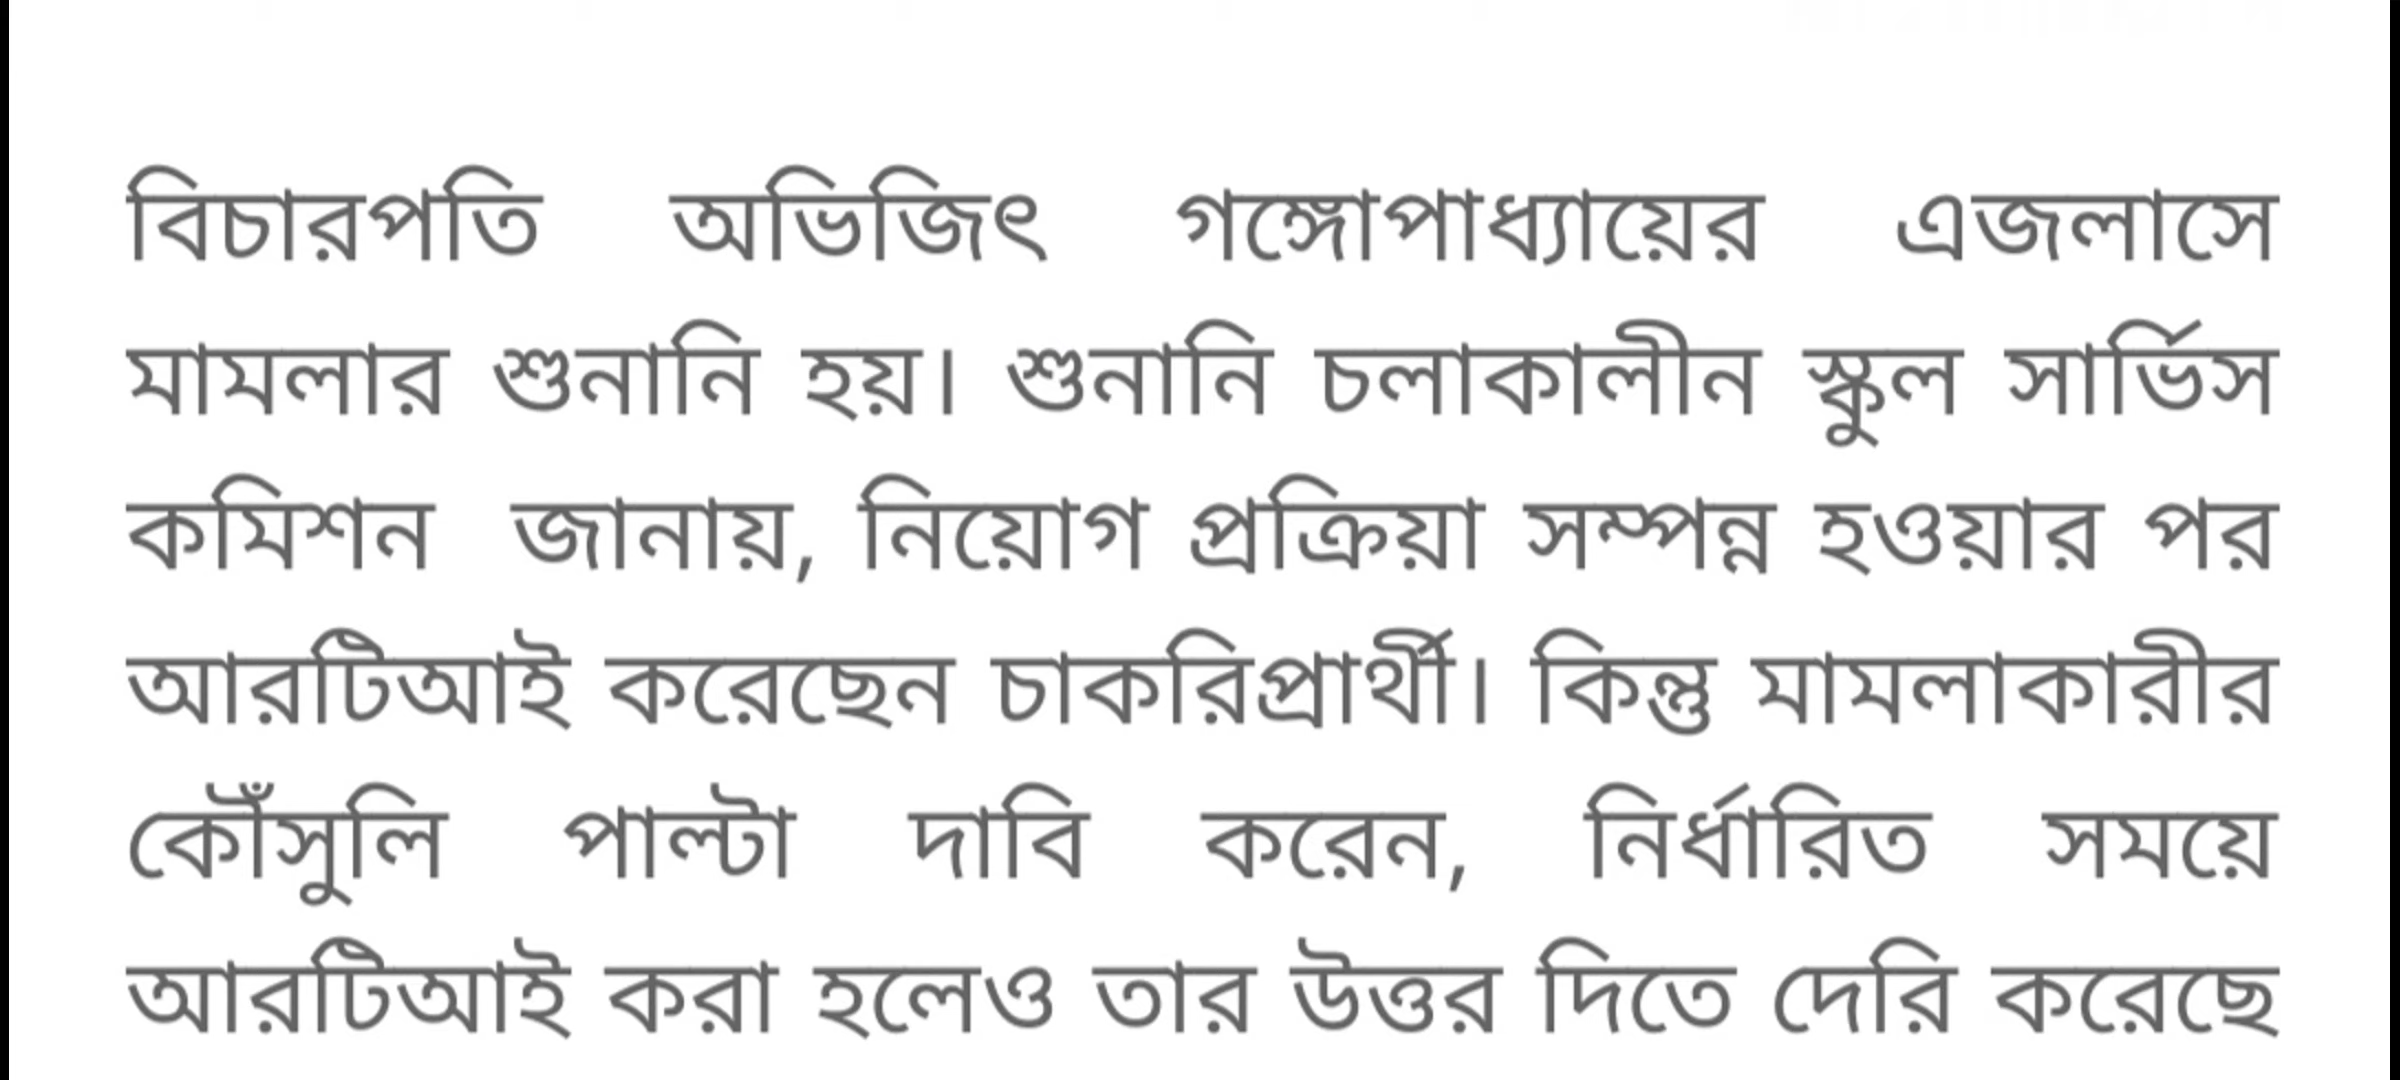 বিচারপতি অভিজিৎ গঙ্গোপাধ্যায়ের এজলাসে
মামলার শুনানি হয়। শুনানি চলাকালীন স্কুল সার্ভিস
কমিশন জানায়, নিয়োগ প্রক্রিয়া সম্পন্ন হওয়ার পর
আরটিআই করেছেন চাকরিপ্রার্থী। কিন্তু মামলাকারীর
কৌঁসুলি পাল্টা দাবি করেন, নির্ধারিত সময়ে
আরটিআই করা হলেও তার উত্তর দিতে দেরি করেছে